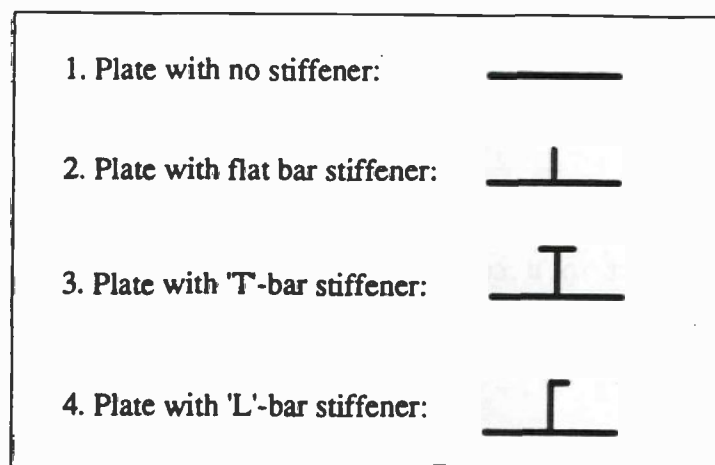 1. Plate with no stiffener:
2. Plate with flat bar stiffener:
3. Plate with 'T'-bar stiffener:
4. Plate with 'L'-bar stiffener: